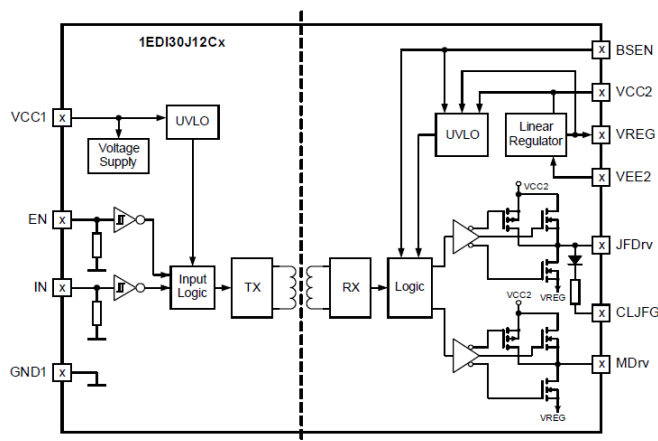 1EDI30J12Cx
x
BSEN
x
VCC2
VCC1
x
UVLO
UVLO
Linear
Regulator
x
VREG
Voltage
Supply
x
VEE2
VCC2
EN
x
x
JFDrv
IN
x
Input
Logic
TX
RX
Logic
VREG
VCC2
x
CLJFG
GND1
x
x
MDrv
VREG